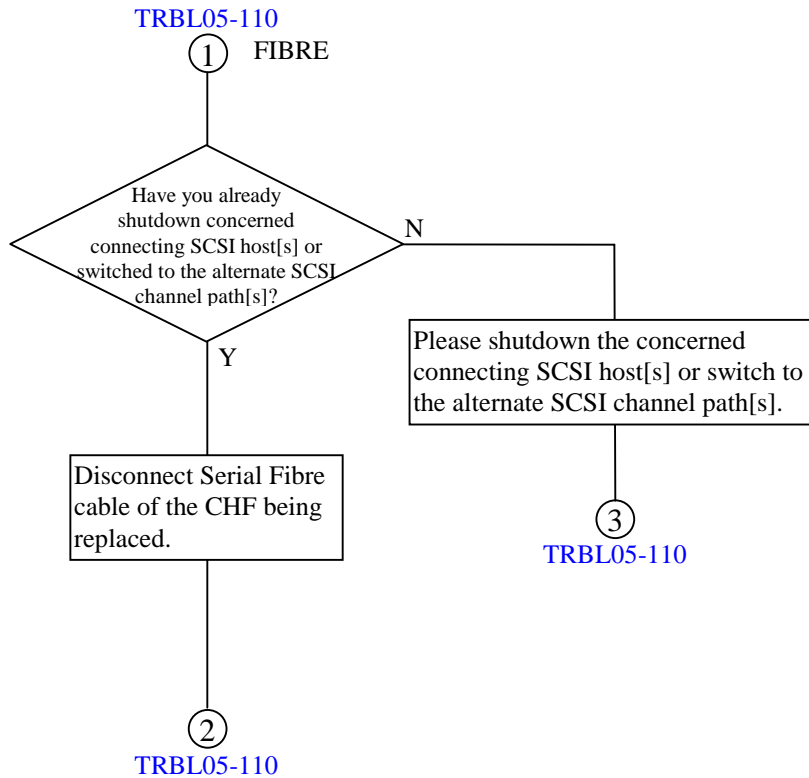 TRBL05-110
1 FIBRE
Have you already
shutdown concerned
connecting SCSI host[s] or
switched to the alternate SCSI
channel path[s]?
N
Y
Please shutdown the concerned
connecting SCSI host[s] or switch to
the alternate SCSI channel path[s].
Disconnect Serial Fibre
cable of the CHF being
replaced.
3
TRBL05-110
2
TRBL05-110